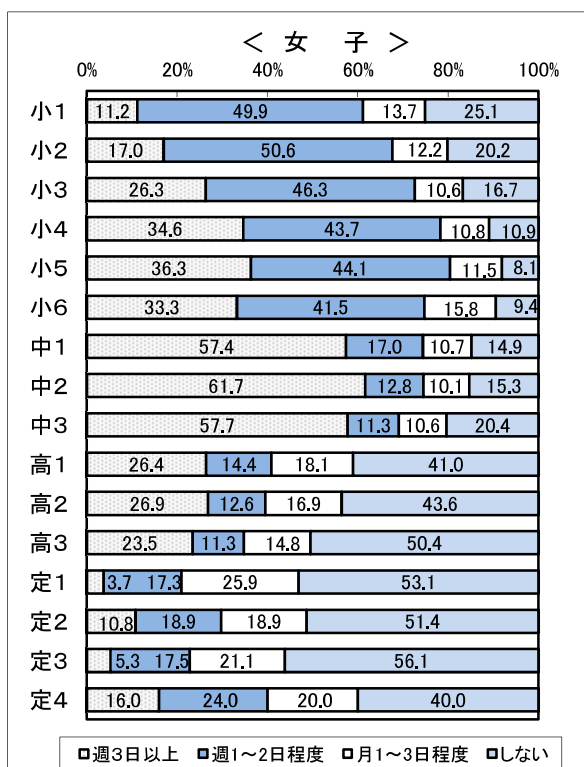 ＜ 女 子 ＞
0% 20% 40% 60% 80% 100%
小1 11.2 49.9 13.7 25.1
小2 17.0 50.6 12.2 20.2
小3 26.3 46.3 10.6 16.7
小4 34.6 43.7 10.8 10.9
小5 36.3 44.1 11.5 8.1
小6 33.3 41.5 15.8 9.4
中1 57.4 17.0 10.7 14.9
中2 61.7 12.8 10.1 15.3
中3 57.7 11.3 10.6 20.4
高1 26.4 14.4 18.1 41.0
高2 26.9 12.6 16.9 43.6
高3 23.5 11.3 14.8 50.4
定1 3.7 17.3 25.9 53.1
定2 10.8 18.9 18.9 51.4
定3 5.3 17.5 21.1 56.1
定4 16.0 24.0 20.0 40.0
週3日以上 週1～2日程度 月1～3日程度 しない